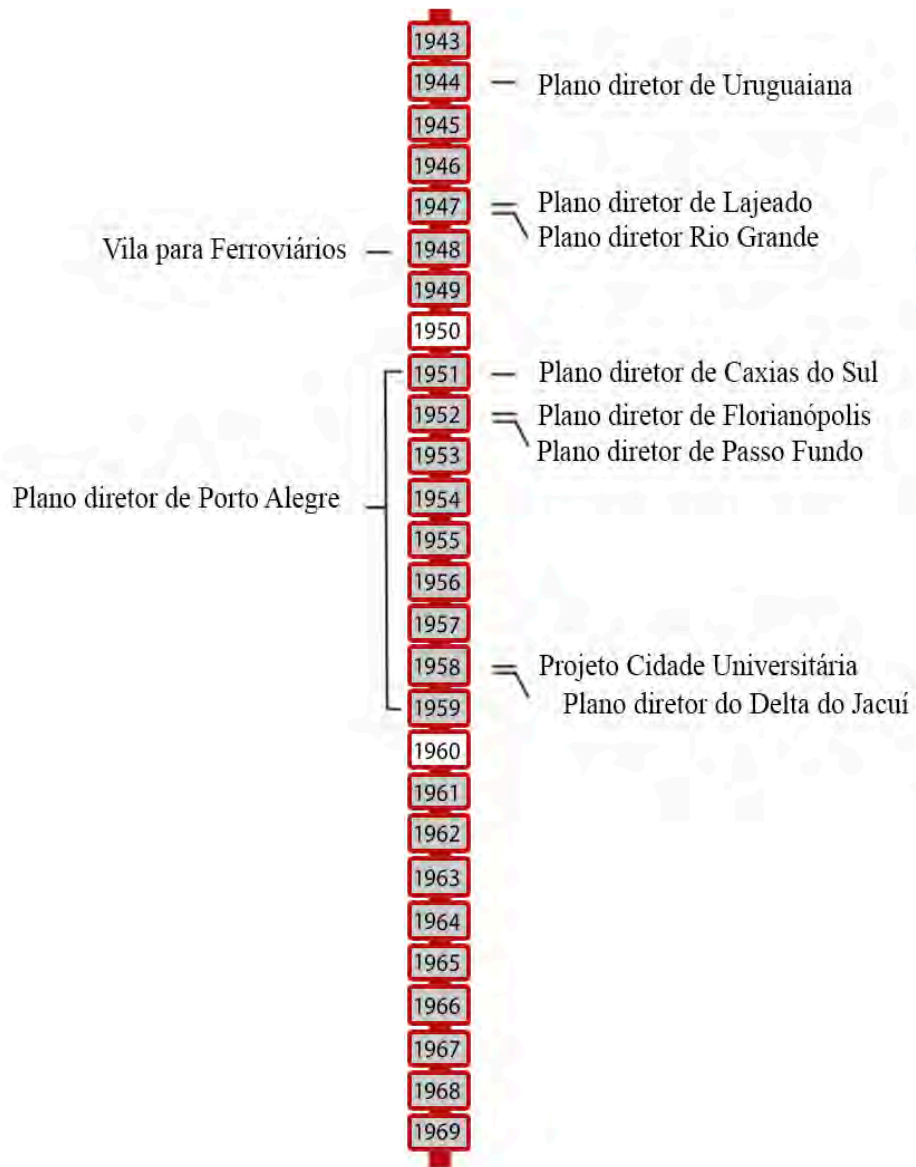 1943
1944
Plano diretor de Uruguaiana
1945
1946
1947
Plano diretor de Lajeado
Plano diretor Rio Grande
Vila para Ferroviários
1948
1949
1950
1951
Plano diretor de Caxias do Sul
1952
Plano diretor de Florianópolis
Plano diretor de Passo Fundo
1953
Plano diretor de Porto Alegre
1954
1955
1956
1957
1958
Projeto Cidade Universitária
Plano diretor do Delta do Jacuí
1959
1960
1961
1962
1963
1964
1965
1966
1967
1968
1969